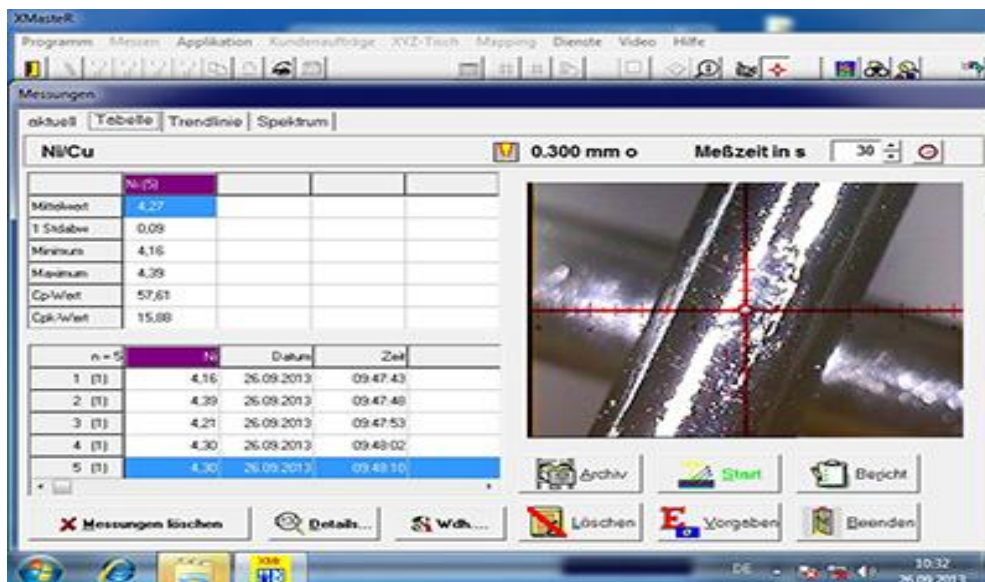 XMasteR
Programm Messen Applikation Kundenaufträge XYZ-Tisch Mapping Dienste Video Hilfe
Messungen
aktuell Tabelle Trendlinie Spektrum
Ni/Cu 0.300 mm o Meßzeit in s 30
Ni (5)
Mittelwert 4,27
1 Stdabw 0,09
Minimum 4,16
Maximum 4,39
Cp-Wert 57,61
Cpk-Wert 15,88
n = 5 Ni Datum Zeit
1 (1) 4,16 26.09.2013 09:47:43
2 (1) 4,39 26.09.2013 09:47:48
3 (1) 4,21 26.09.2013 09:47:53
4 (1) 4,30 26.09.2013 09:48:02
5 (1) 4,30 26.09.2013 09:48:10
Archiv Start Bericht
Messungen löschen Details... Wdh.... Löschen Vorgaben Beenden
DE 10:32
26.09.2013